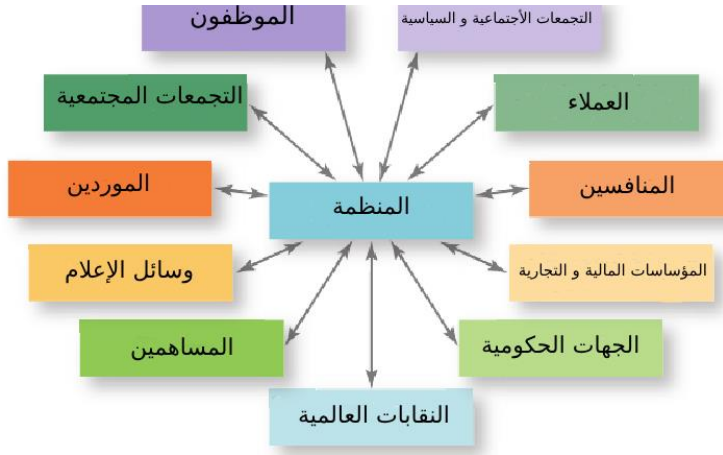 الموظفون
التجمعات الأجتماعية و السياسية
التجمعات المجتمعية
العملاء
الموردين
المنظمة
المنافسين
وسائل الإعلام
المؤساسات المالية و التجارية
المساهمين
الجهات الحكومية
النقابات العالمية